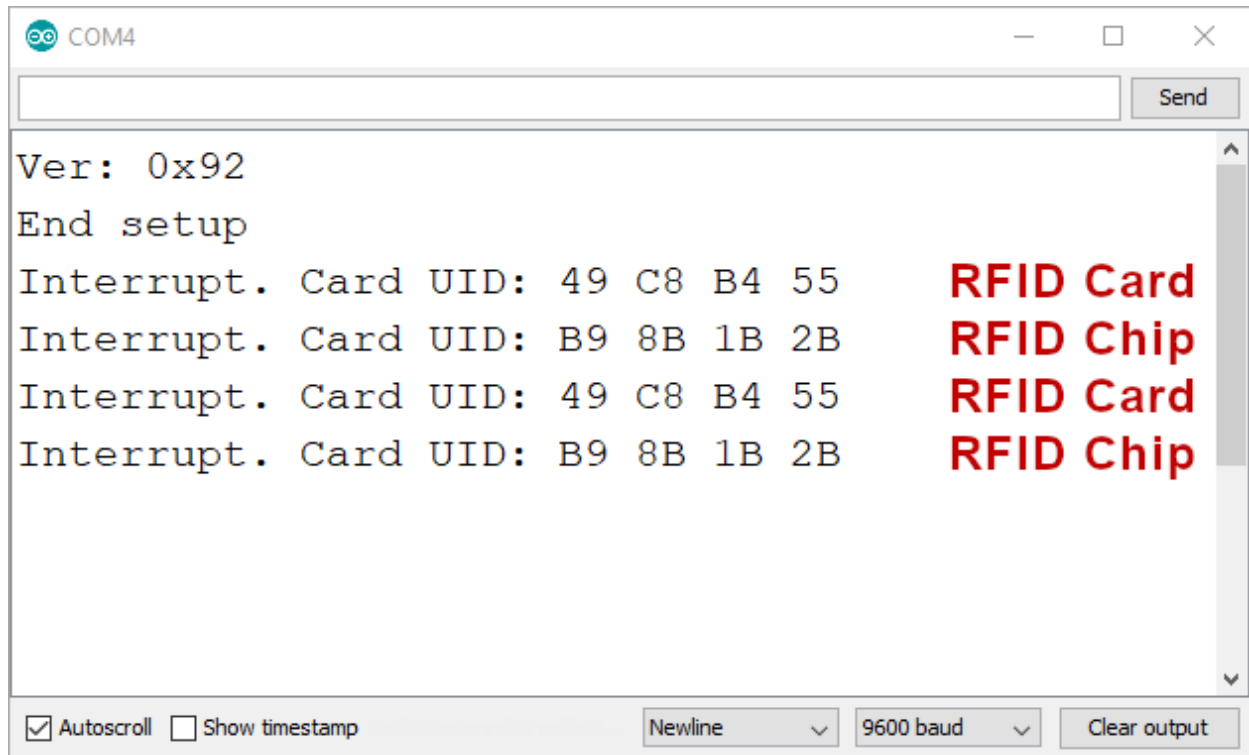 COM4
Send
Ver: 0x92
End setup
Interrupt. Card UID: 49 C8 B4 55 RFID Card
Interrupt. Card UID: B9 8B 1B 2B RFID Chip
Interrupt. Card UID: 49 C8 B4 55 RFID Card
Interrupt. Card UID: B9 8B 1B 2B RFID Chip
Autoscroll Show timestamp Newline 9600 baud Clear output